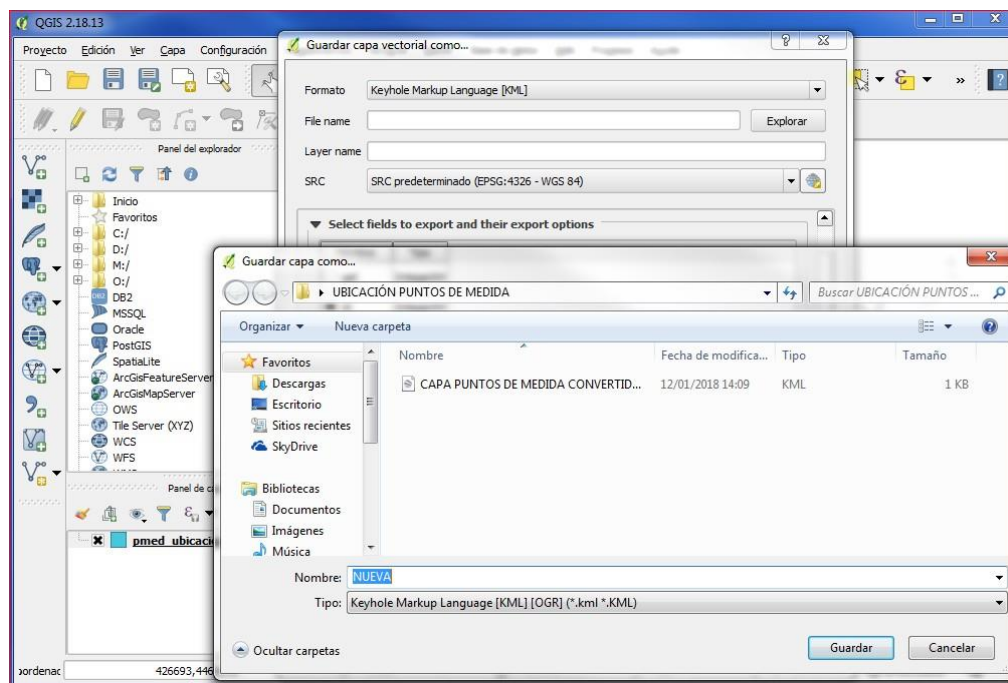 QGIS 2.18.13
Proyecto Edición Ver Capa Configuración
Guardar capa vectorial como...
Formato Keyhole Markup Language [KML]
File name Explorar
Layer name
SRC SRC predeterminado (EPSG:4326 - WGS 84)
Select fields to export and their export options
Panel del explorador
Inicio
Favoritos
C:/
D:/
M:/
O:/
DB2
MSSQL
Oracle
PostGIS
SpatiaLite
ArcGisFeatureServer
ArcGisMapServer
OWS
Tile Server (XYZ)
WCS
WFS
Panel de
pmed_ubicaci
oordenac 426693,446
Guardar capa como...
UBICACIÓN PUNTOS DE MEDIDA Buscar UBICACIÓN PUNTOS ...
Organizar Nueva carpeta
Favoritos
Descargas
Escritorio
Sitios recientes
SkyDrive
Bibliotecas
Documentos
Imágenes
Música
Nombre Fecha de modifica... Tipo Tamaño
CAPA PUNTOS DE MEDIDA CONVERTID... 12/01/2018 14:09 KML 1 KB
Nombre: NUEVA
Tipo: Keyhole Markup Language [KML] [OGR] (*.kml *.KML)
Ocultar carpetas Guardar Cancelar